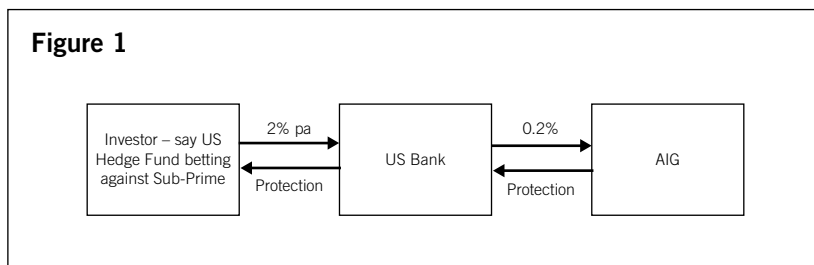 Figure 1
Investor – say US
Hedge Fund betting
against Sub-Prime
2% pa
Protection
US Bank
0.2%
Protection
AIG